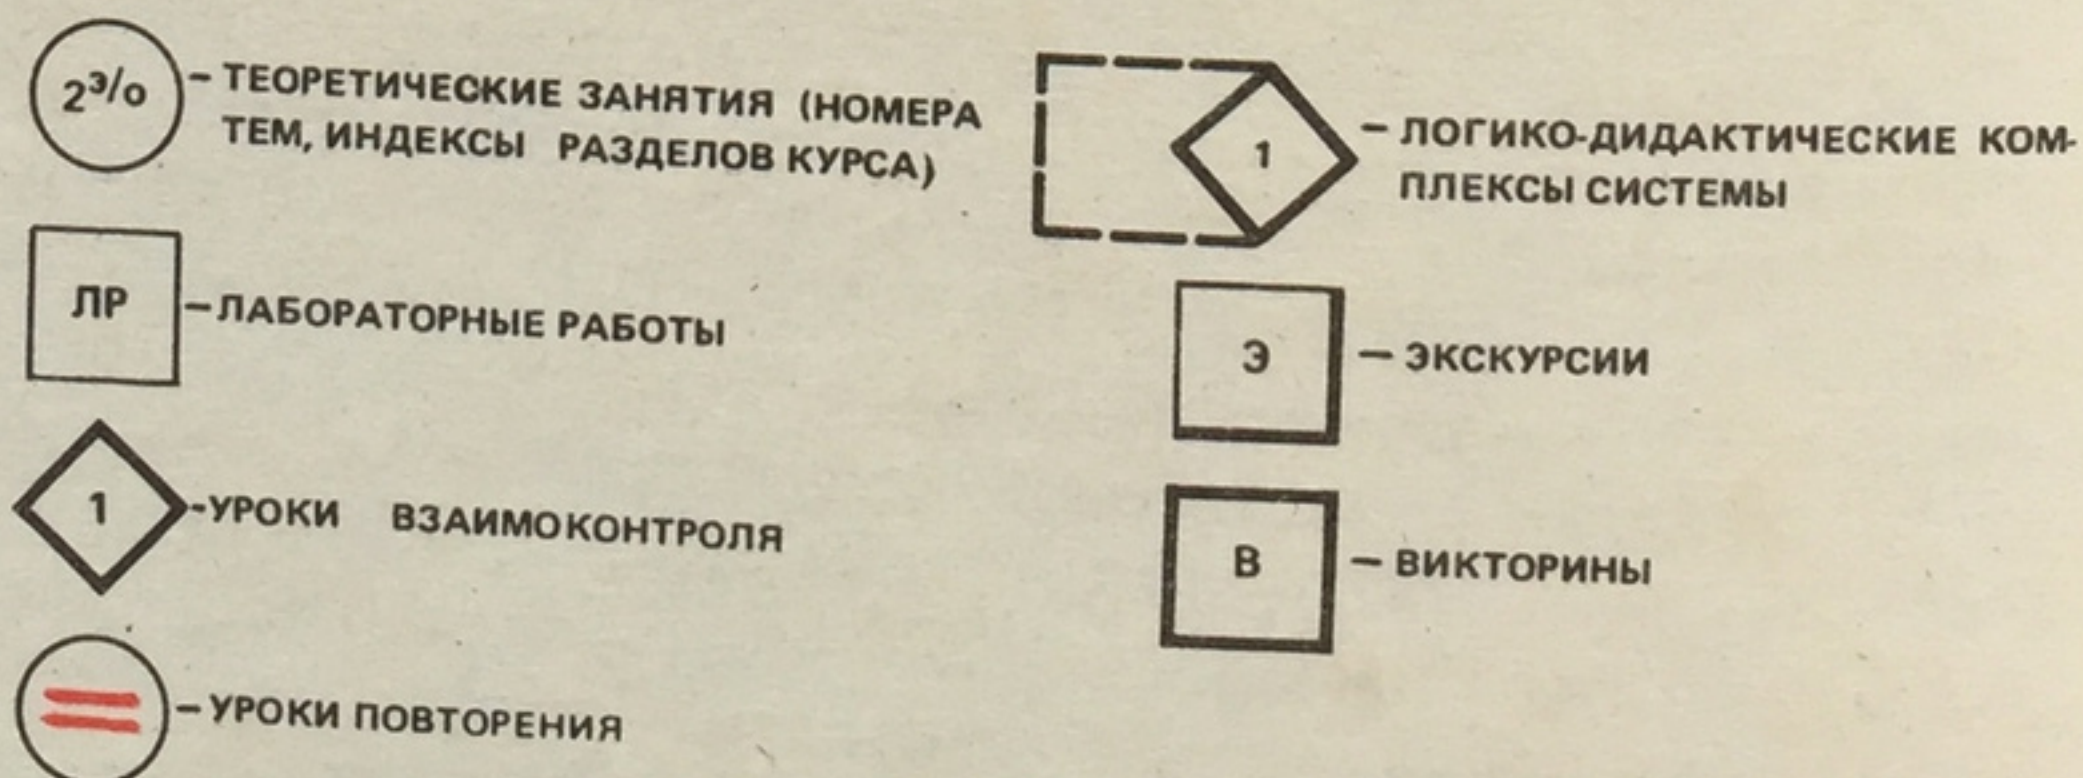 2³/о – ТЕОРЕТИЧЕСКИЕ ЗАНЯТИЯ (НОМЕРА
ТЕМ, ИНДЕКСЫ РАЗДЕЛОВ КУРСА)
ЛР – ЛАБОРАТОРНЫЕ РАБОТЫ
1 -УРОКИ ВЗАИМОКОНТРОЛЯ
– УРОКИ ПОВТОРЕНИЯ
1 – ЛОГИКО-ДИДАКТИЧЕСКИЕ КОМ-
ПЛЕКСЫ СИСТЕМЫ
Э – ЭКСКУРСИИ
В – ВИКТОРИНЫ